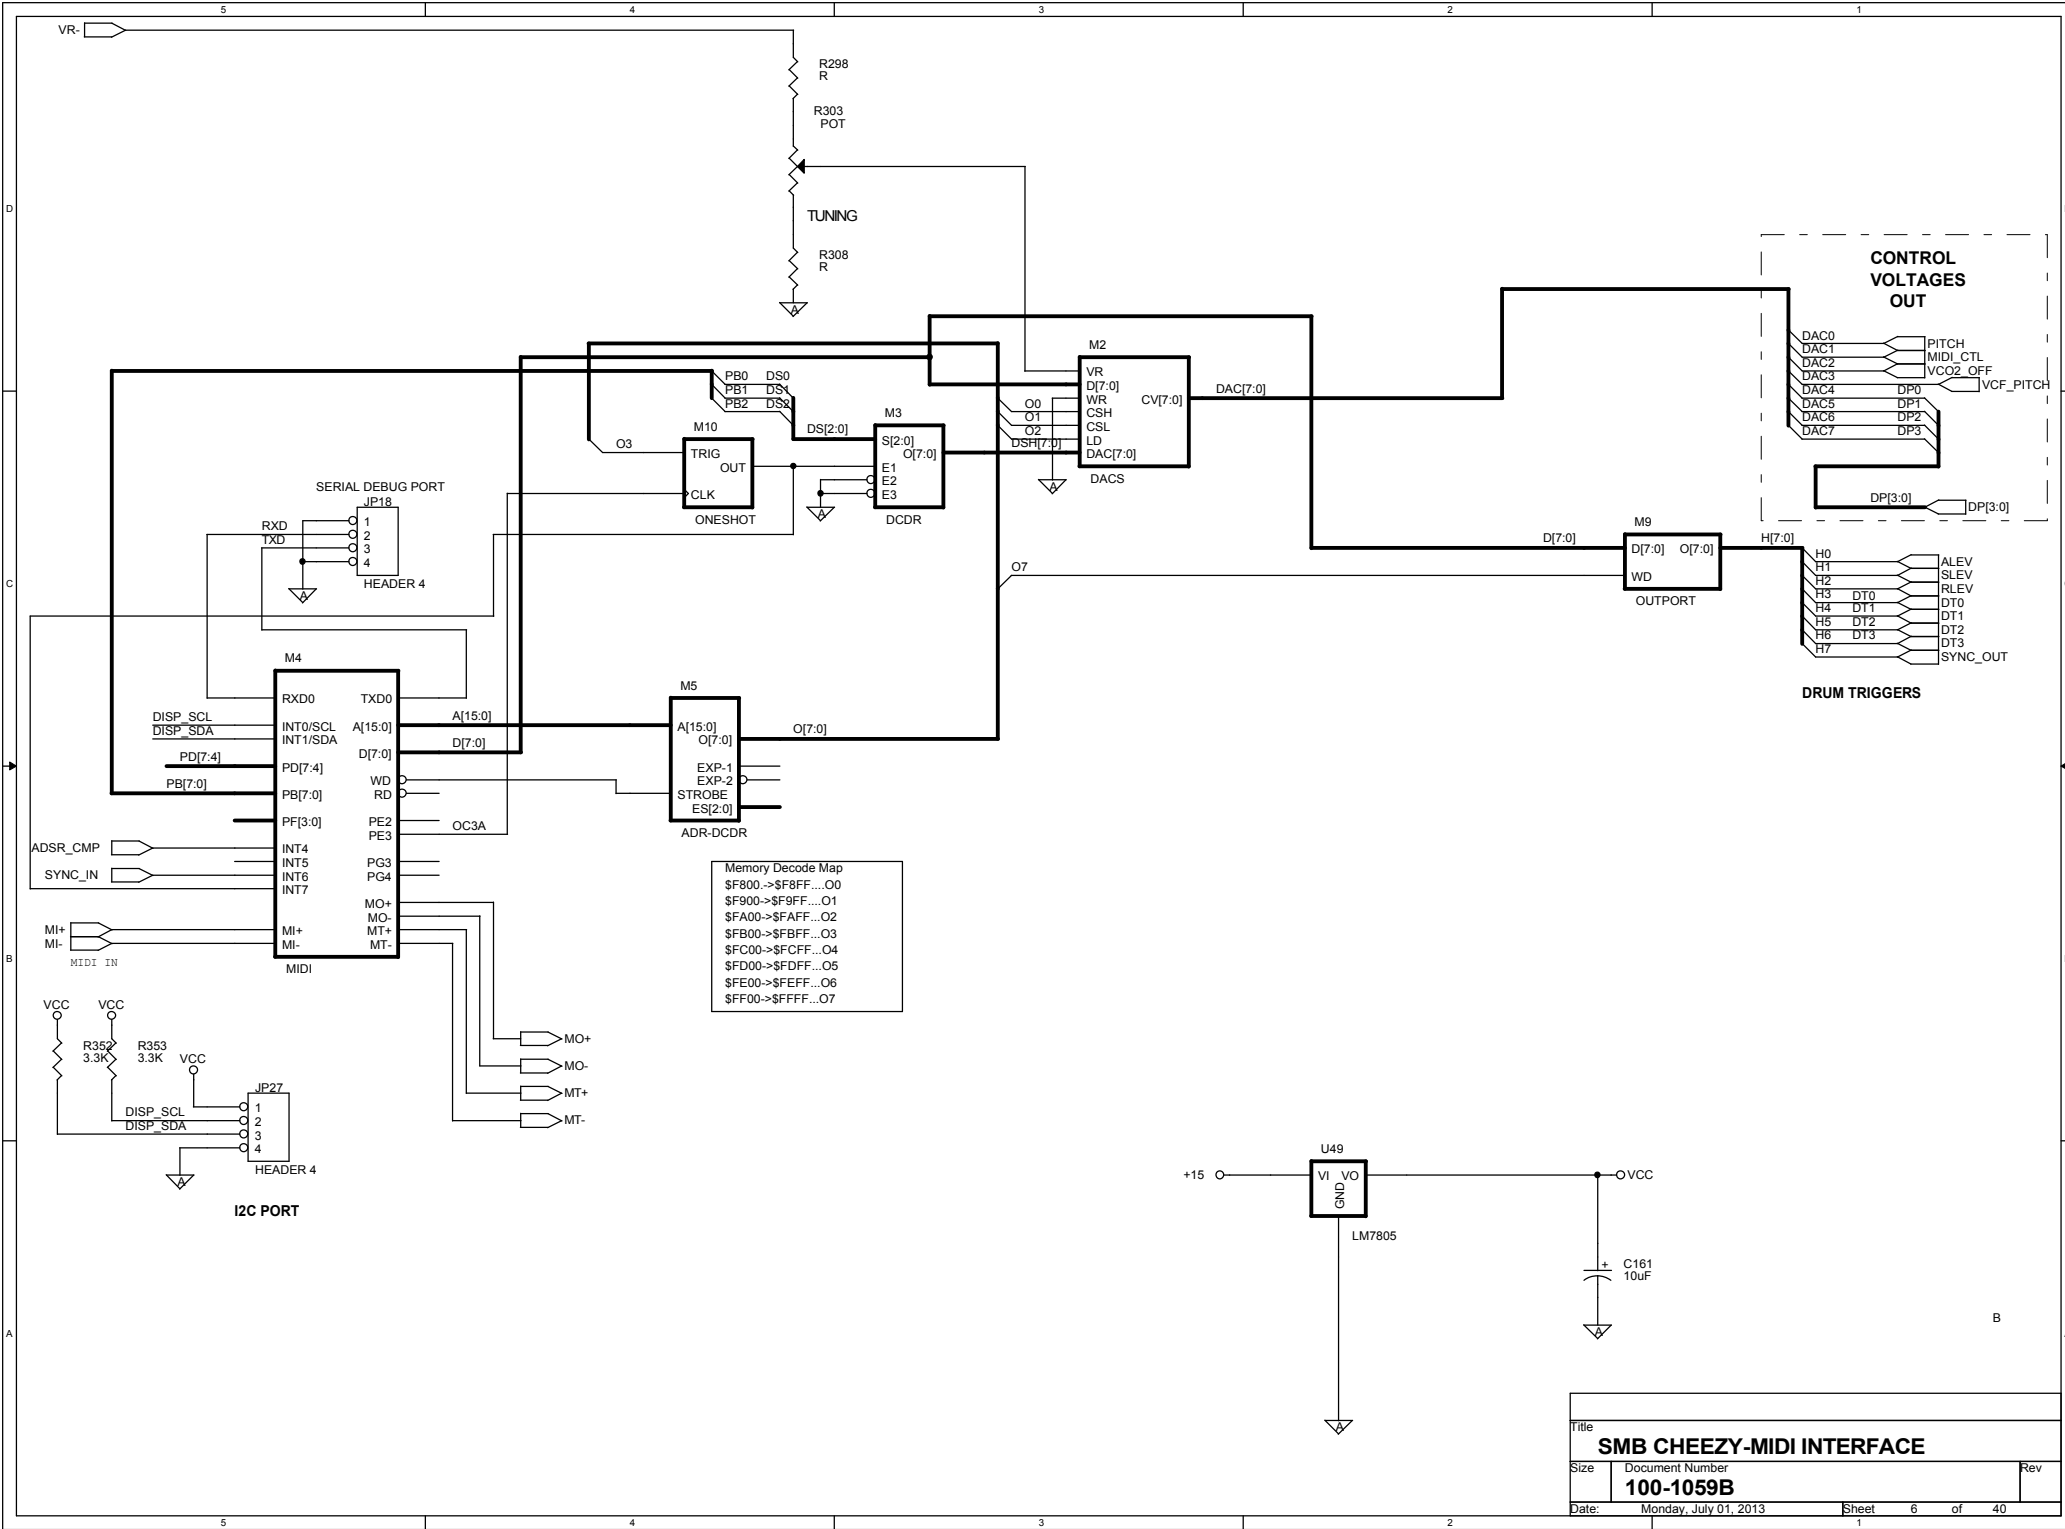 5 4 3 2 1
D
C
B
A
VR-
R298
R
R303
POT
TUNING
R308
R
A
CONTROL
VOLTAGES
OUT
DAC0 PITCH
DAC1 MIDI_CTL
DAC2 VCO2_OFF
DAC3 VCF_PITCH
DAC4 DP0
DAC5 DP1
DAC6 DP2
DAC7 DP3
DP[3:0] DP[3:0]
M2
VR
D[7:0]
WR
CSH
CSL
LD
DAC[7:0]
CV[7:0]
DACS
A
O0
O1
O2
DSH[7:0]
DAC[7:0]
PB0 DS0
PB1 DS1
PB2 DS2
DS[2:0]
M3
S[2:0]
O[7:0]
E1
E2
E3
DCDR
A
M10
TRIG
OUT
CLK
ONESHOT
O3
SERIAL DEBUG PORT
JP18
1
2
3
4
HEADER 4
RXD
TXD
A
M9
D[7:0] O[7:0]
WD
OUTPORT
D[7:0]
O7
H[7:0]
H0 ALEV
H1 SLEV
H2 RLEV
H3 DT0 DT0
H4 DT1 DT1
H5 DT2 DT2
H6 DT3 DT3
H7 SYNC_OUT
DRUM TRIGGERS
M4
RXD0 TXD0
INT0/SCL A[15:0]
INT1/SDA
D[7:0]
PD[7:4]
WD
PB[7:0] RD
PF[3:0] PE2
PE3
INT4
INT5 PG3
INT6 PG4
INT7
MO+
MO-
MI+ MT+
MI- MT-
MIDI
DISP_SCL
DISP_SDA
PD[7:4]
PB[7:0]
ADSR_CMP
SYNC_IN
MI+
MI-
MIDI IN
A[15:0]
D[7:0]
OC3A
M5
A[15:0]
O[7:0]
EXP-1
EXP-2
STROBE
ES[2:0]
ADR-DCDR
O[7:0]
Memory Decode Map
$F800.->$F8FF....O0
$F900->$F9FF....O1
$FA00->$FAFF...O2
$FB00->$FBFF...O3
$FC00->$FCFF...O4
$FD00->$FDFF...O5
$FE00->$FEFF...O6
$FF00->$FFFF...O7
MO+
MO-
MT+
MT-
VCC VCC
R352
3.3K
R353
3.3K
VCC
JP27
1
2
3
4
HEADER 4
DISP_SCL
DISP_SDA
A
I2C PORT
U49
+15
VI VO
GND
LM7805
VCC
C161
10uF
+
A
A
B
Title
SMB CHEEZY-MIDI INTERFACE
Size Document Number Rev
100-1059B
Date: Monday, July 01, 2013 Sheet 6 of 40
5 4 3 2 1